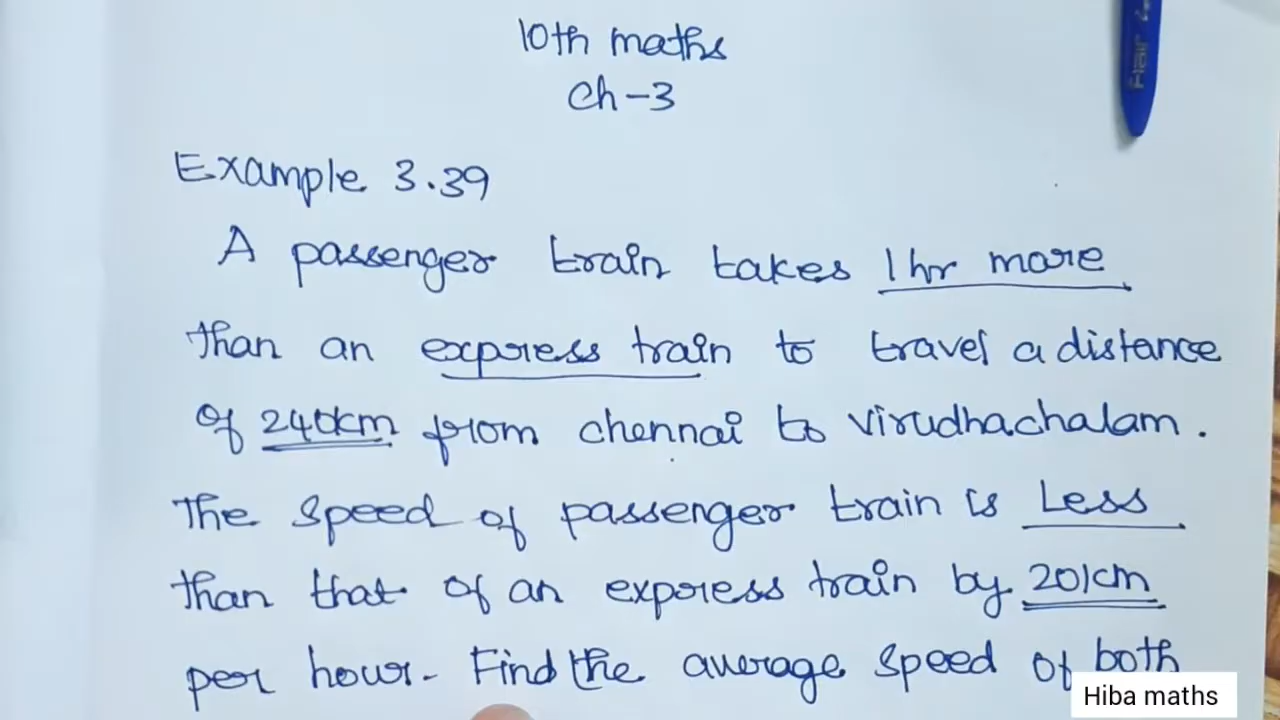 10th maths
Ch-3
Example 3.39
A passenger train takes 1 hr more
than an express train to travel a distance
of 240km from chennai to virudhachalam.
The speed of passenger train is Less
than that of an express train by 20km
per hour. Find the average speed of both
Hiba maths